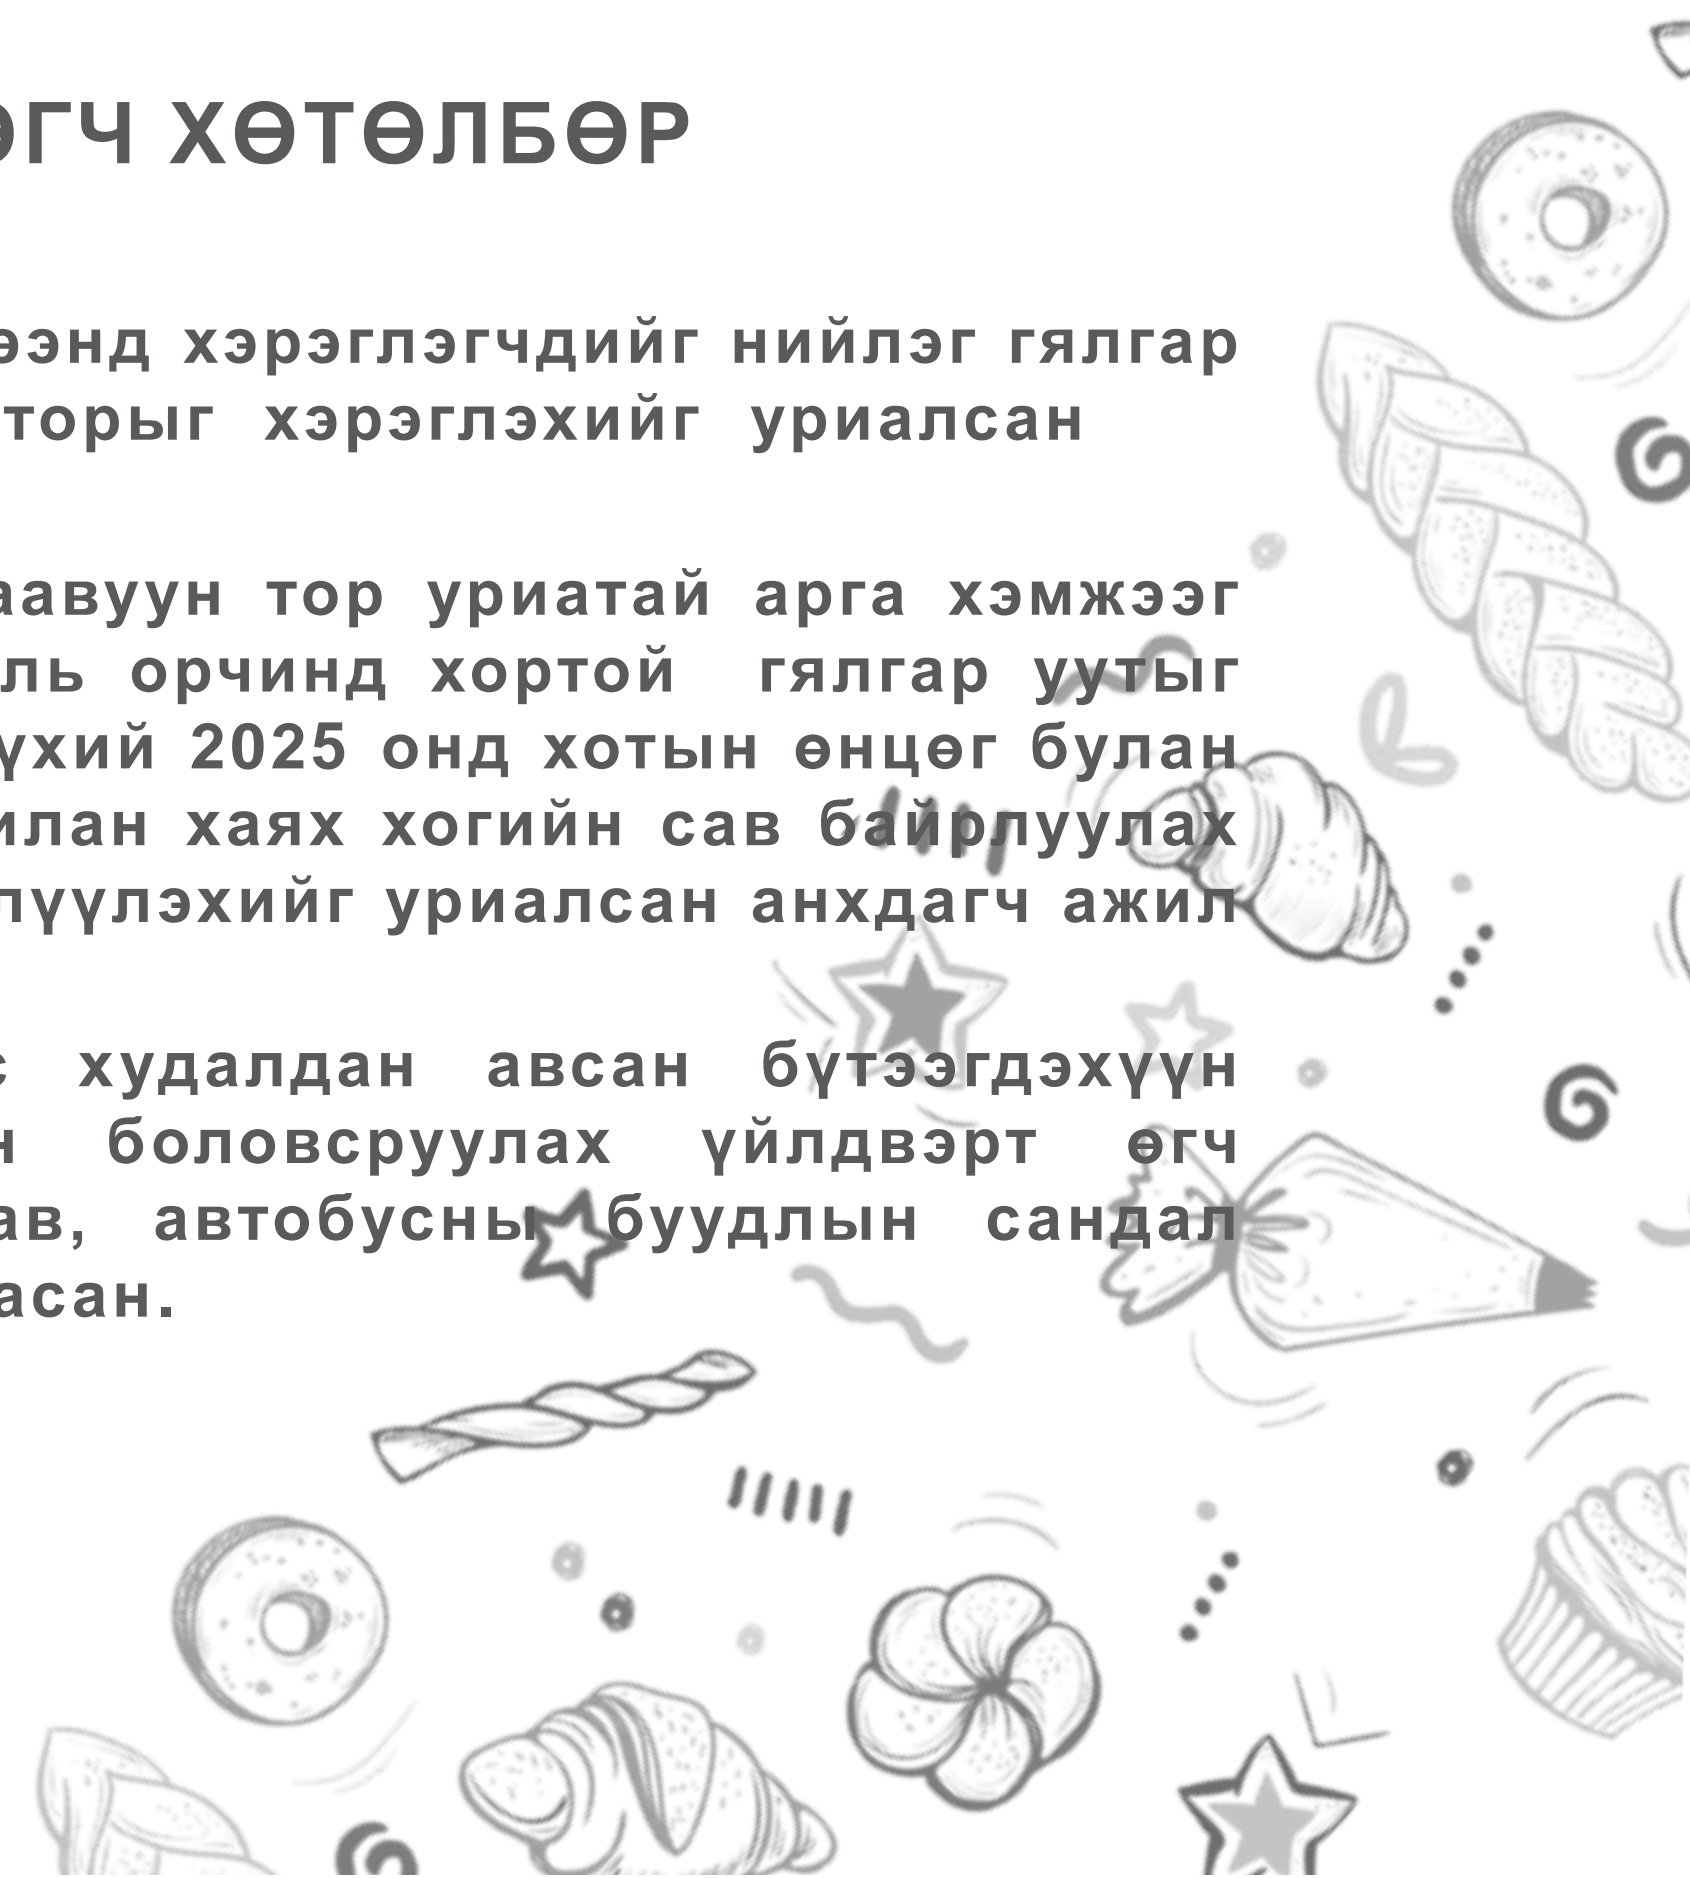 ӨГЧ ХӨТӨЛБӨР
ээнд хэрэглэгчдийг нийлэг гялгар
торыг хэрэглэхийг уриалсан
аавуун тор уриатай арга хэмжээг
ль орчинд хортой гялгар уутыг
үхий 2025 онд хотын өнцөг булан
илан хаях хогийн сав байрлуулах
лүүлэхийг уриалсан анхдагч ажил
с худалдан авсан бүтээгдэхүүн
н боловсруулах үйлдвэрт өгч
ав, автобусны буудлын сандал
асан.